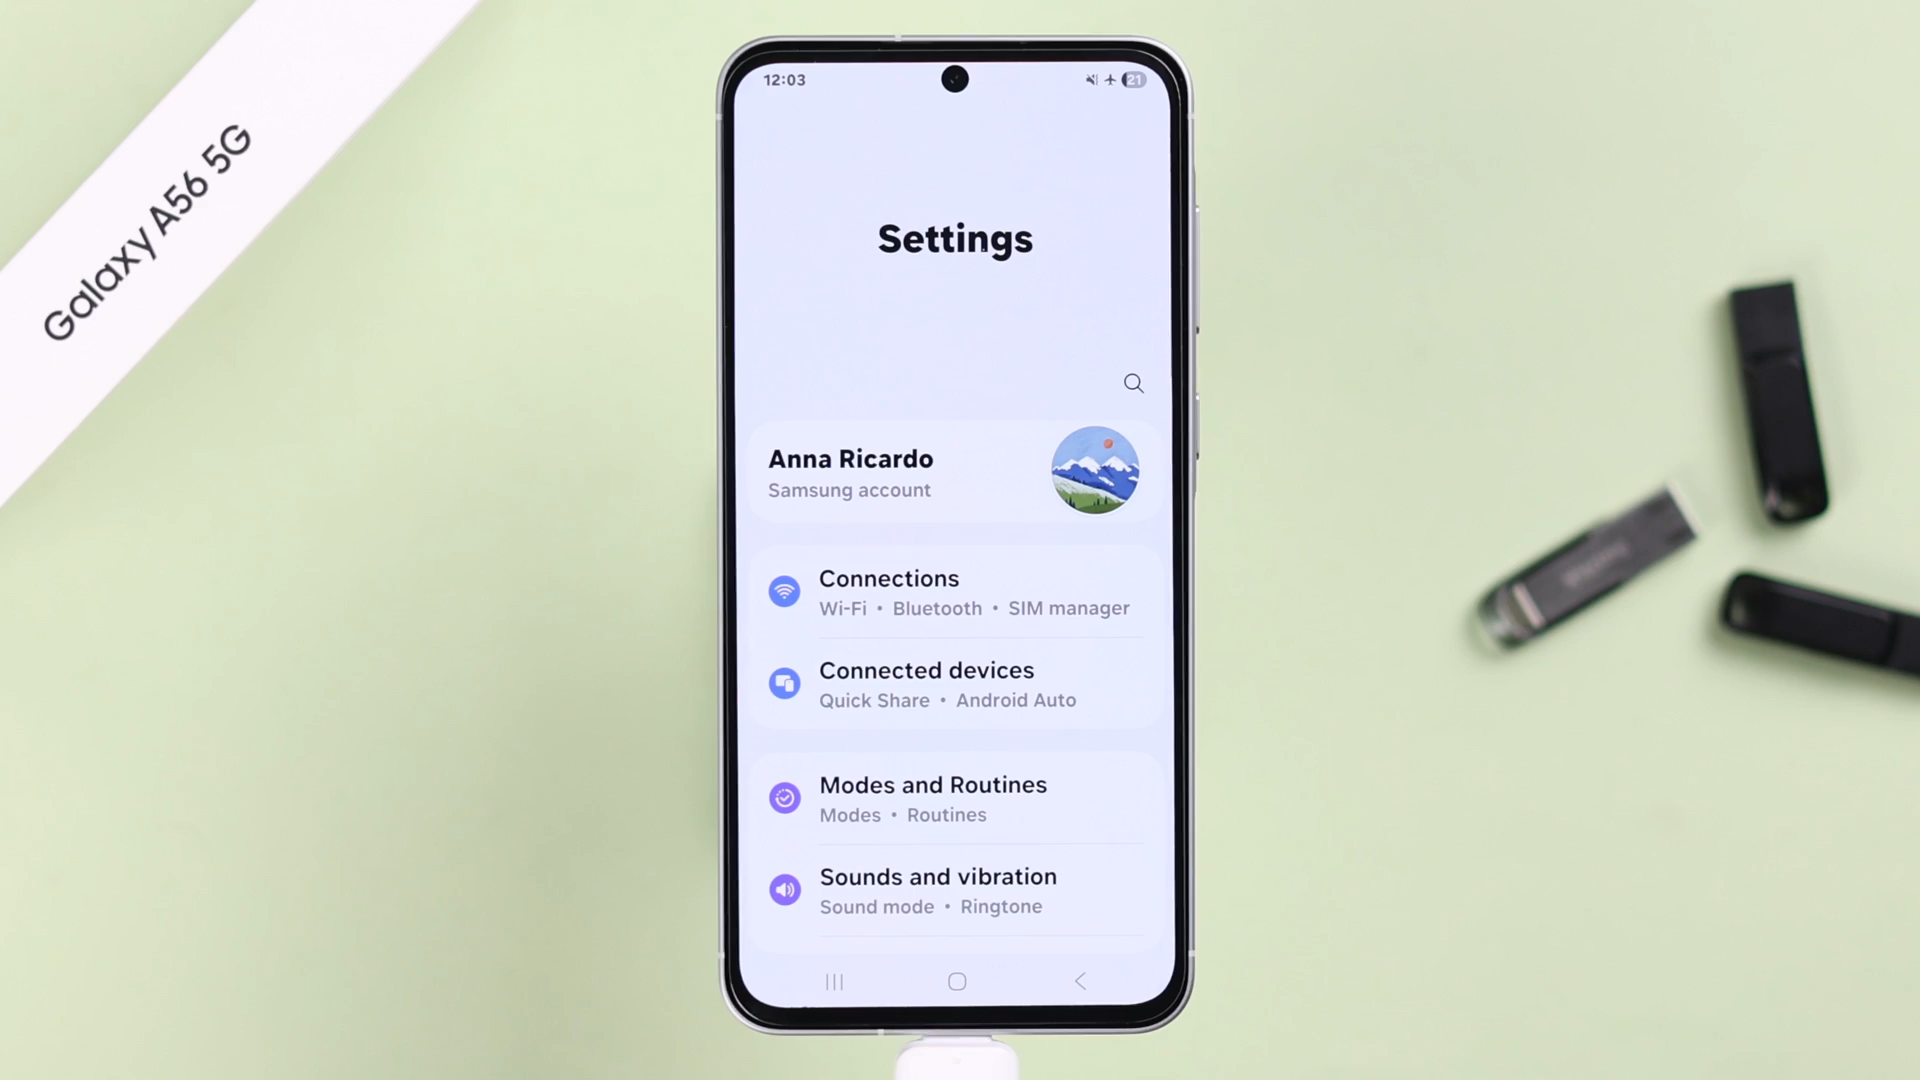 Galaxy A56 5G
12:03
21
Settings
Anna Ricardo
Samsung account
Connections
Wi-Fi • Bluetooth • SIM manager
Connected devices
Quick Share • Android Auto
Modes and Routines
Modes • Routines
Sounds and vibration
Sound mode • Ringtone